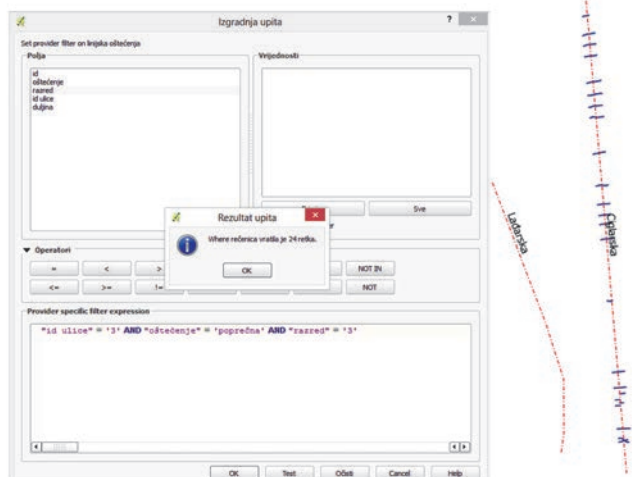 Izgradnja upita
?
Set provider filter on linijska oštećenja
Polja
Vrijednosti
id
oštećenje
razred
id ulice
duljina
Sve
Rezultat upita
Where rečenica vratila je 24 retka.
OK
Operatori
=
<
>
NOT IN
<=
>=
!=
NOT
Provider specific filter expression
"id ulice" = '3' AND "oštećenje" = 'poprečna' AND "razred" = '3'
OK
Test
Očisti
Cancel
Help
Lađarska
Ciglarska